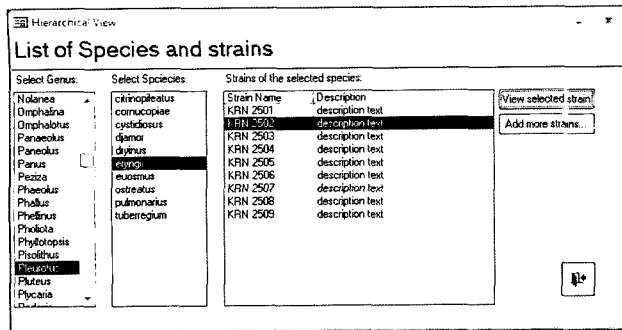 Hierarchical View
List of Species and strains
Select Genus:
Nolanea
Omphalina
Omphalotus
Panaeolus
Paneolus
Panus
Peziza
Phaeolus
Phallus
Phellinus
Pholiota
Phyllotopsis
Pisolithus
Pleurotus
Pluteus
Plycaria
Select Spciecies:
citrinopileatus
cornucopiae
cystidiosus
djamor
dryinus
eryngii
euosmus
ostreatus
pulmonarius
tuberregium
Strains of the selected species:
Strain Name Description
KRN 2501 description text
KRN 2502 description text
KRN 2503 description text
KRN 2504 description text
KRN 2505 description text
KRN 2506 description text
KRN 2507 description text
KRN 2508 description text
KRN 2509 description text
View selected strain
Add more strains...